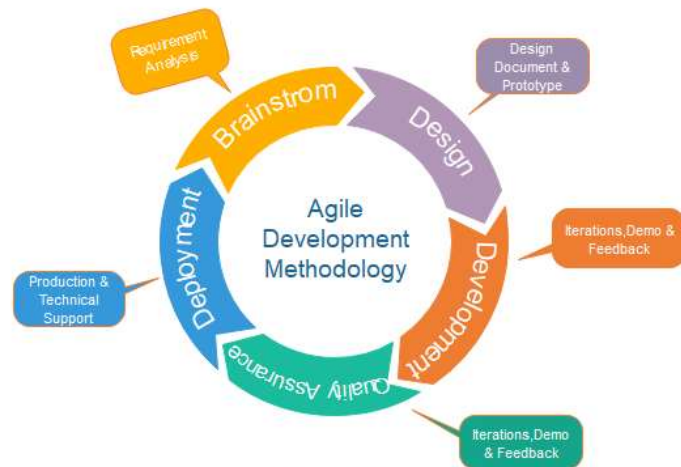 Requirement
Analysis
Brainstrom
Design
Document &
Prototype
Design
Agile
Development
Methodology
Iterations,Demo &
Feedback
Development
Production &
Technical
Support
Deployment
Quality Assurance
Iterations,Demo
& Feedback